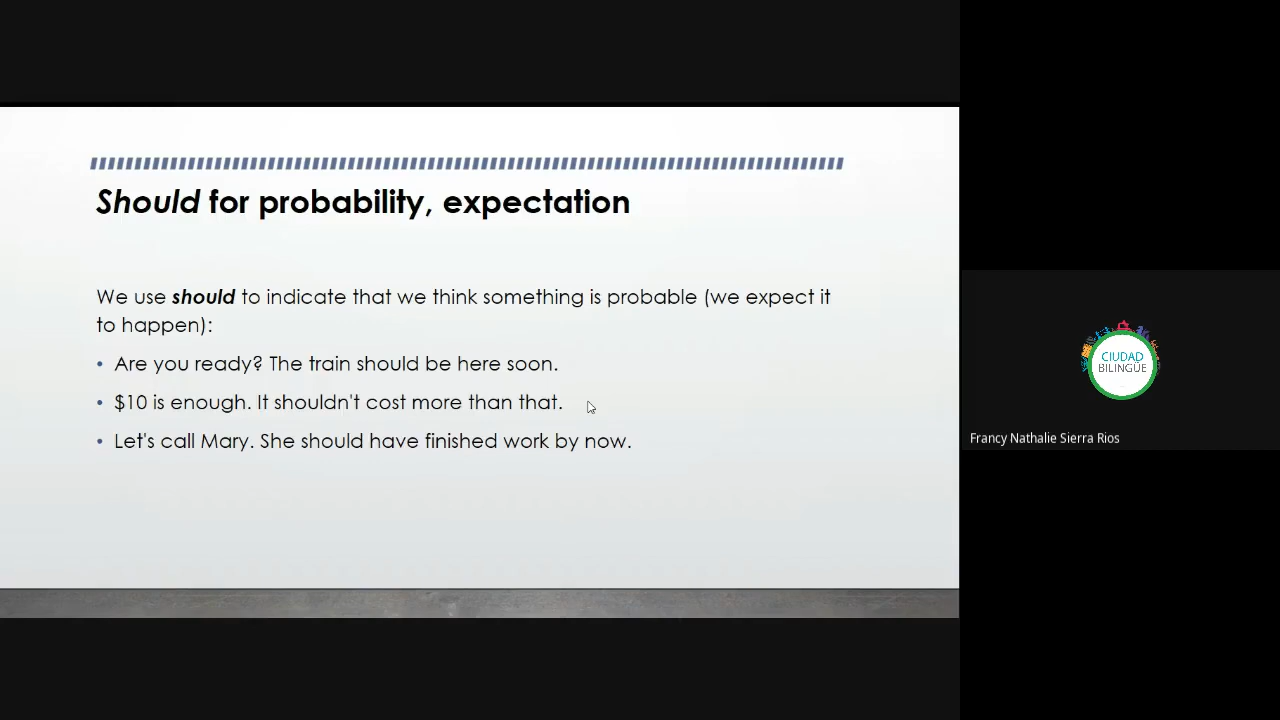 Should for probability, expectation
We use should to indicate that we think something is probable (we expect it
to happen):
• Are you ready? The train should be here soon.
• $10 is enough. It shouldn't cost more than that.
• Let's call Mary. She should have finished work by now.
CIUDAD
BILINGÜE
Francy Nathalie Sierra Rios